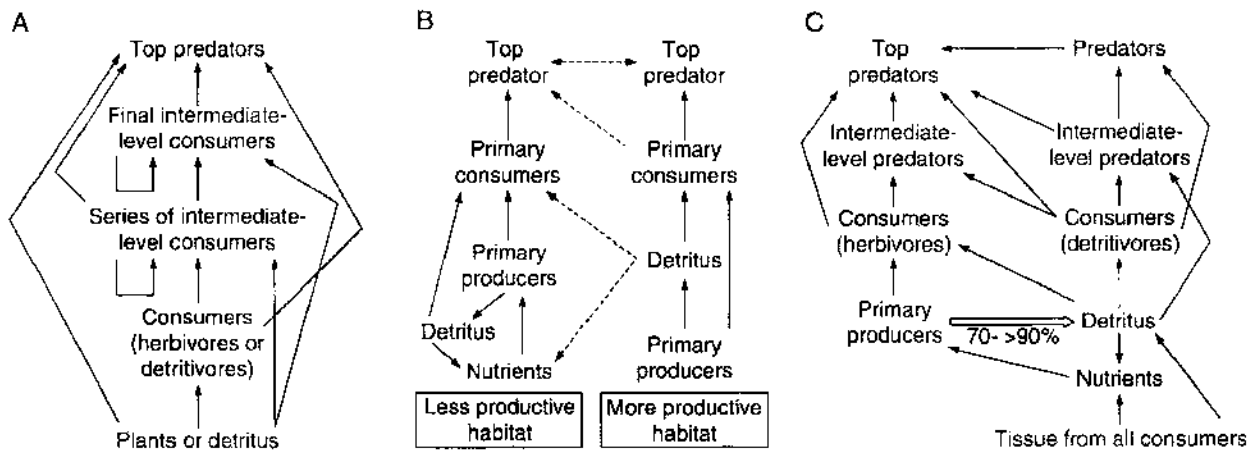 A
Top predators
Final intermediate-
level consumers
Series of intermediate-
level consumers
Consumers
(herbivores or
detritivores)
Plants or detritus
B
Top
predator
Top
predator
Primary
consumers
Primary
consumers
Primary
producers
Detritus
Detritus
Nutrients
Primary
producers
Less productive
habitat
More productive
habitat
C
Top
predators
Predators
Intermediate-
level predators
Intermediate-
level predators
Consumers
(herbivores)
Consumers
(detritivores)
Primary
producers
70- >90%
Detritus
Nutrients
Tissue from all consumers